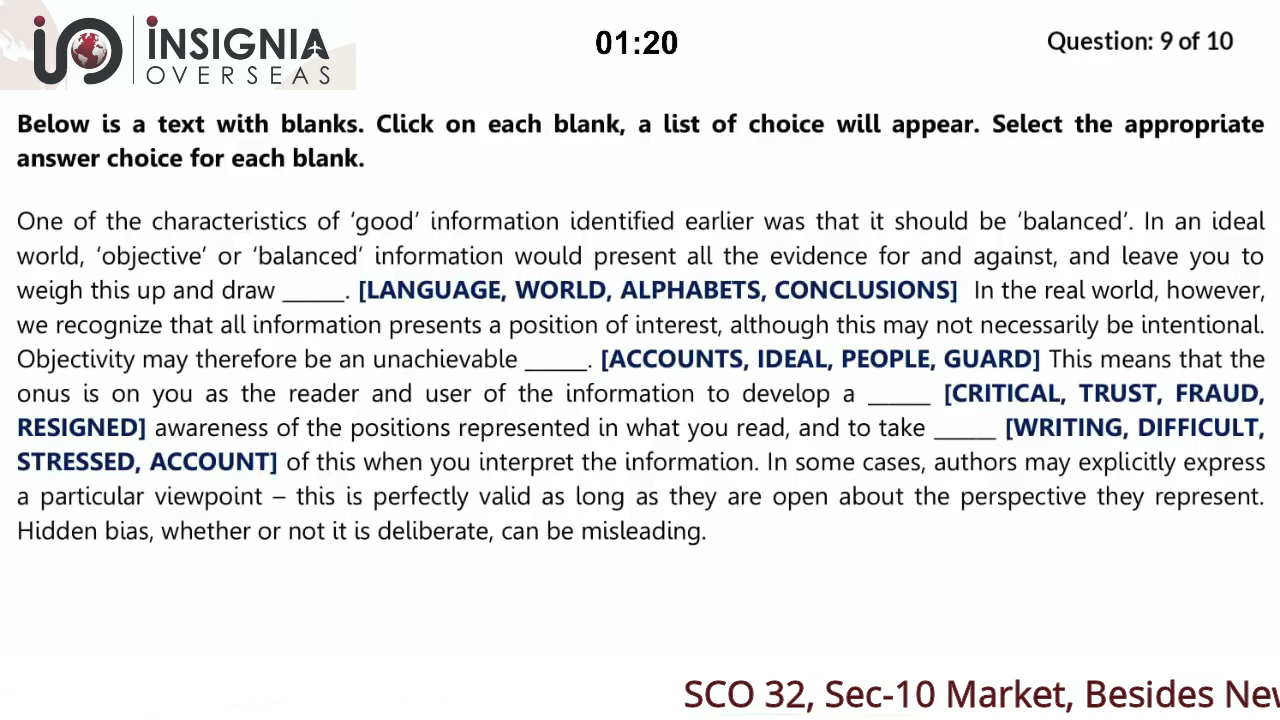 INSIGNIA
OVERSEAS
01:20
Question: 9 of 10
Below is a text with blanks. Click on each blank, a list of choice will appear. Select the appropriate
answer choice for each blank.
One of the characteristics of ‘good’ information identified earlier was that it should be ‘balanced’. In an ideal
world, ‘objective’ or ‘balanced’ information would present all the evidence for and against, and leave you to
weigh this up and draw _____. [LANGUAGE, WORLD, ALPHABETS, CONCLUSIONS] In the real world, however,
we recognize that all information presents a position of interest, although this may not necessarily be intentional.
Objectivity may therefore be an unachievable _____. [ACCOUNTS, IDEAL, PEOPLE, GUARD] This means that the
onus is on you as the reader and user of the information to develop a _____ [CRITICAL, TRUST, FRAUD,
RESIGNED] awareness of the positions represented in what you read, and to take _____ [WRITING, DIFFICULT,
STRESSED, ACCOUNT] of this when you interpret the information. In some cases, authors may explicitly express
a particular viewpoint – this is perfectly valid as long as they are open about the perspective they represent.
Hidden bias, whether or not it is deliberate, can be misleading.
SCO 32, Sec-10 Market, Besides